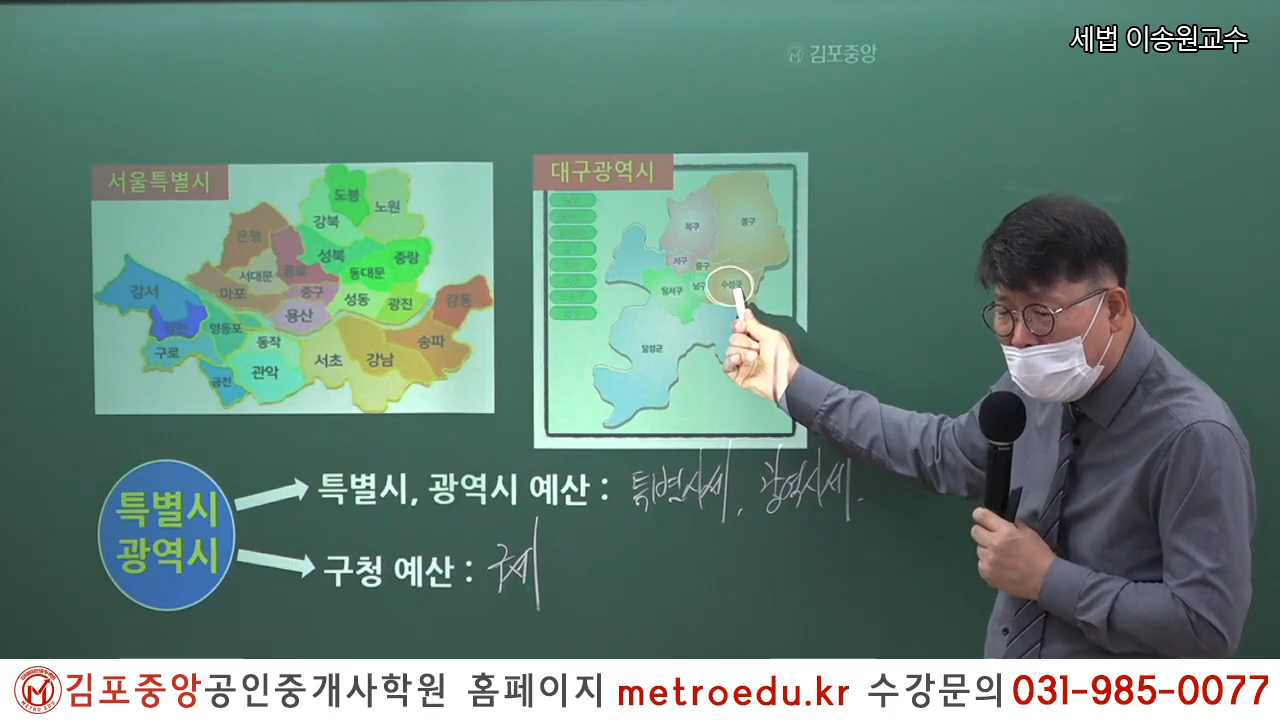 세법 이송원교수
김포중앙
서울특별시
도봉
노원
강북
은평
성북
중랑
서대문
종로
동대문
강서
마포
중구
성동
광진
강동
용산
영등포
동작
송파
구로
서초
강남
관악
금천
대구광역시
북구
동구
서구
중구
달서구
남구
수성구
달성군
특별시
광역시
특별시, 광역시 예산 : 특별시세, 광역시세.
구청 예산 : 구세
김포중앙공인중개사학원 홈페이지 metroedu.kr 수강문의 031-985-0077
METRO EDU